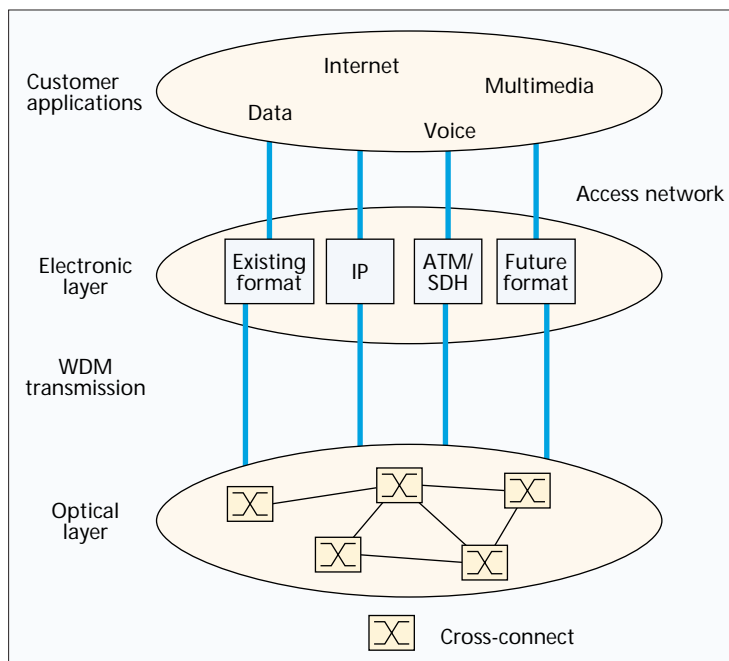 Customer
applications
Internet
Multimedia
Data
Voice
Access network
Electronic
layer
Existing
format
IP
ATM/
SDH
Future
format
WDM
transmission
Optical
layer
Cross-connect